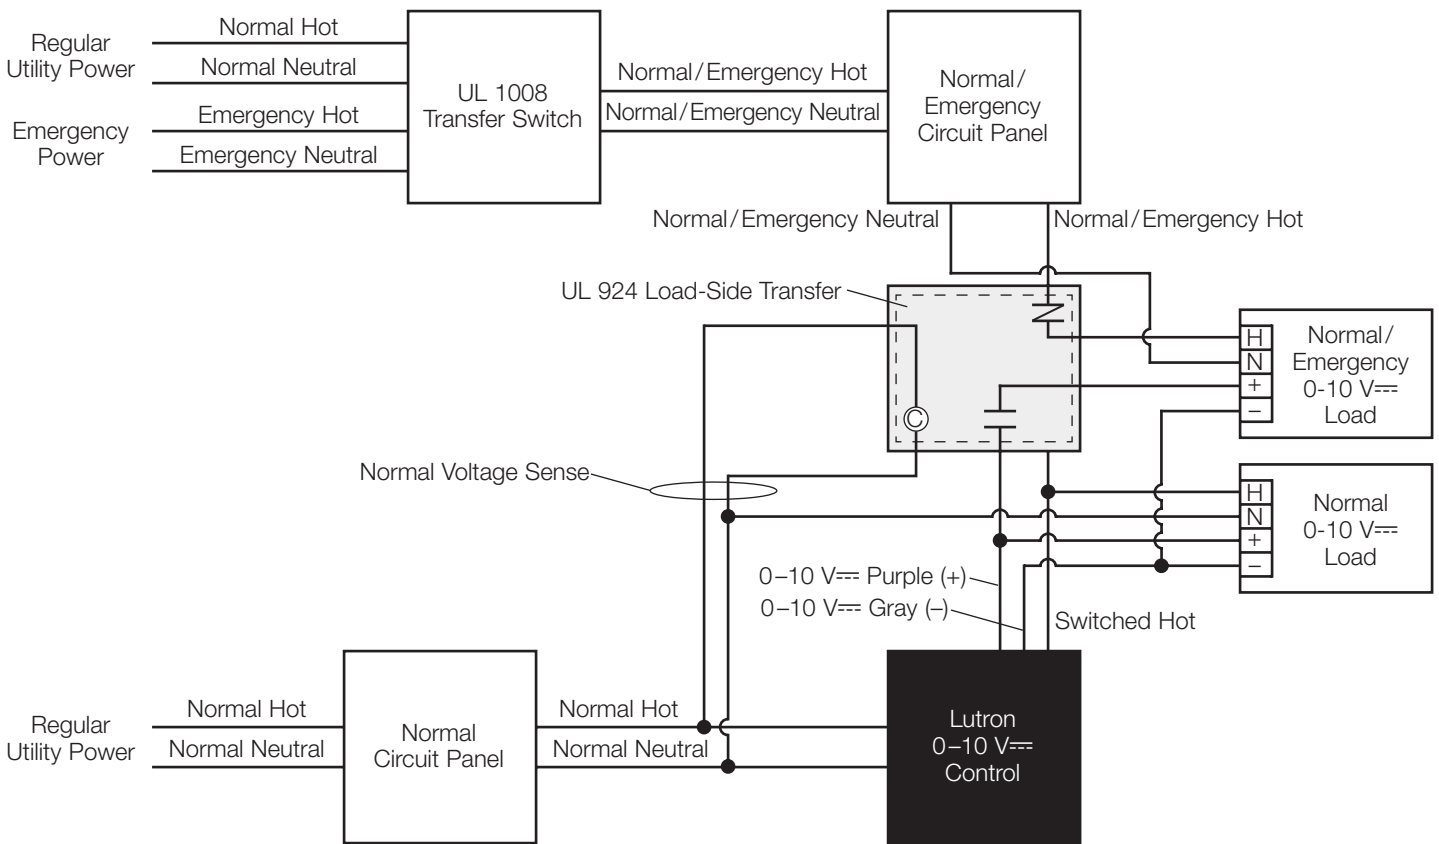 Regular
Utility Power
Normal Hot
Normal Neutral
Emergency
Power
Emergency Hot
Emergency Neutral
UL 1008
Transfer Switch
Normal/Emergency Hot
Normal/Emergency Neutral
Normal/
Emergency
Circuit Panel
Normal/Emergency Neutral
Normal/Emergency Hot
UL 924 Load-Side Transfer
C
H
N
+
–
Normal/
Emergency
0-10 V⎓
Load
Normal Voltage Sense
H
N
+
–
Normal
0-10 V⎓
Load
0–10 V⎓ Purple (+)
0–10 V⎓ Gray (–)
Switched Hot
Regular
Utility Power
Normal Hot
Normal Neutral
Normal
Circuit Panel
Normal Hot
Normal Neutral
Lutron
0–10 V⎓
Control